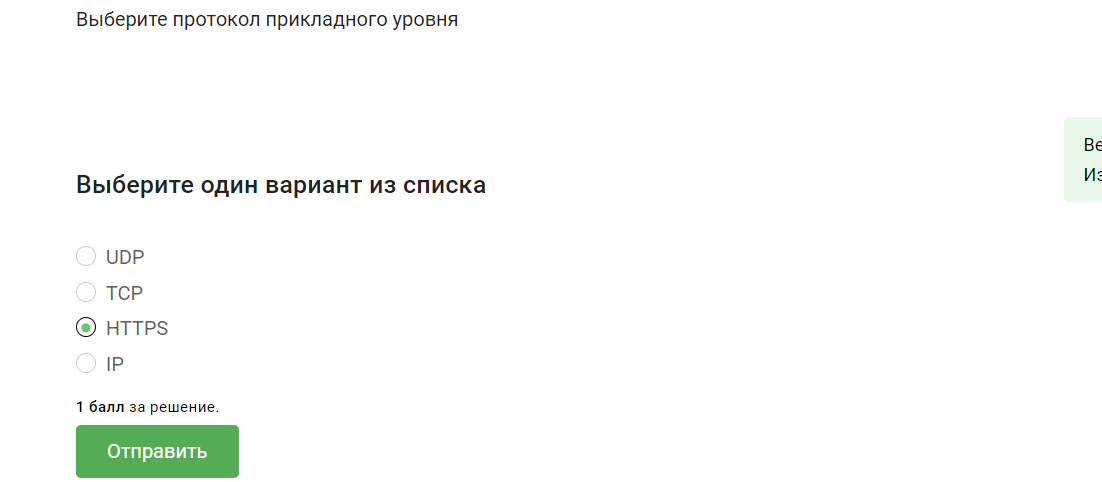 Выберите протокол прикладного уровня
Выберите один вариант из списка
UDP
TCP
HTTPS
IP
1 балл за решение.
Отправить